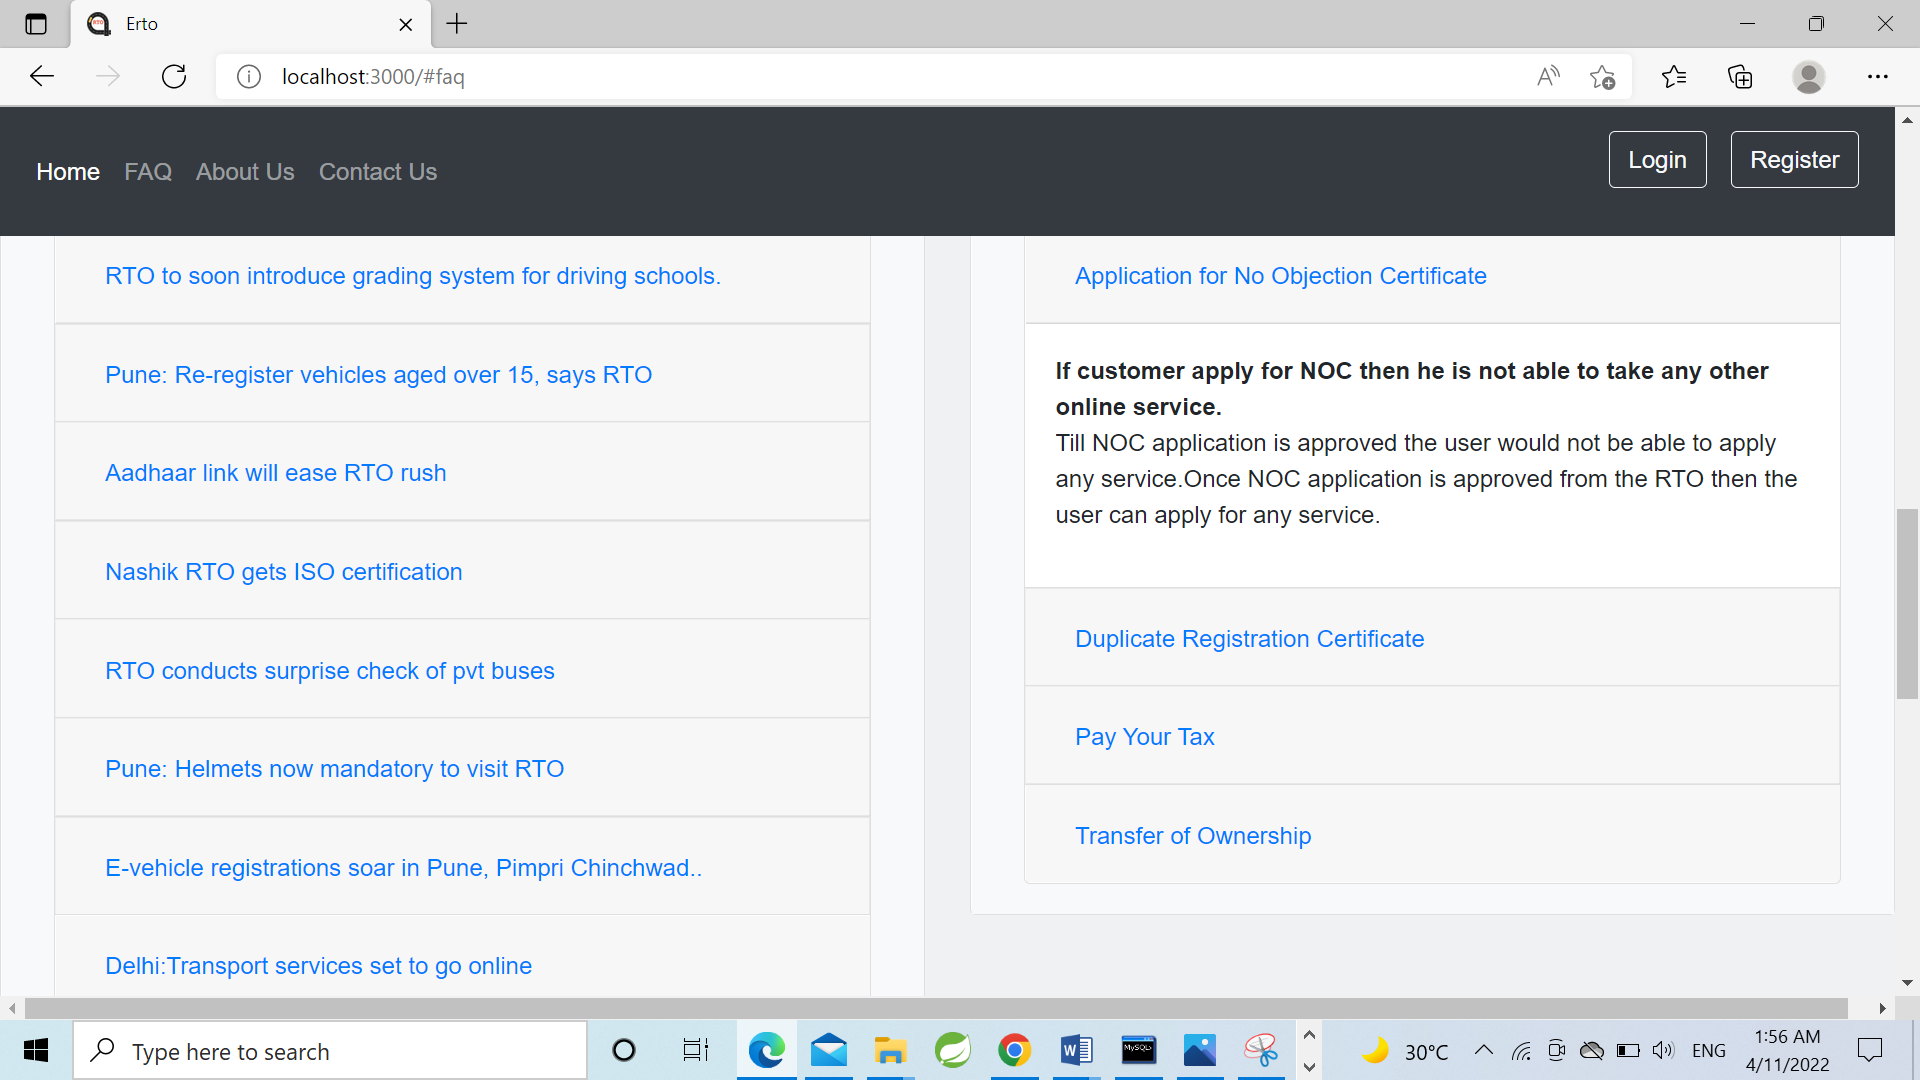 Erto
localhost:3000/#faq
Home FAQ About Us Contact Us
Login Register
RTO to soon introduce grading system for driving schools.
Pune: Re-register vehicles aged over 15, says RTO
Aadhaar link will ease RTO rush
Nashik RTO gets ISO certification
RTO conducts surprise check of pvt buses
Pune: Helmets now mandatory to visit RTO
E-vehicle registrations soar in Pune, Pimpri Chinchwad..
Delhi:Transport services set to go online
Application for No Objection Certificate
If customer apply for NOC then he is not able to take any other
online service.
Till NOC application is approved the user would not be able to apply
any service.Once NOC application is approved from the RTO then the
user can apply for any service.
Duplicate Registration Certificate
Pay Your Tax
Transfer of Ownership
Type here to search
MySQL
30°C
ENG
1:56 AM
4/11/2022